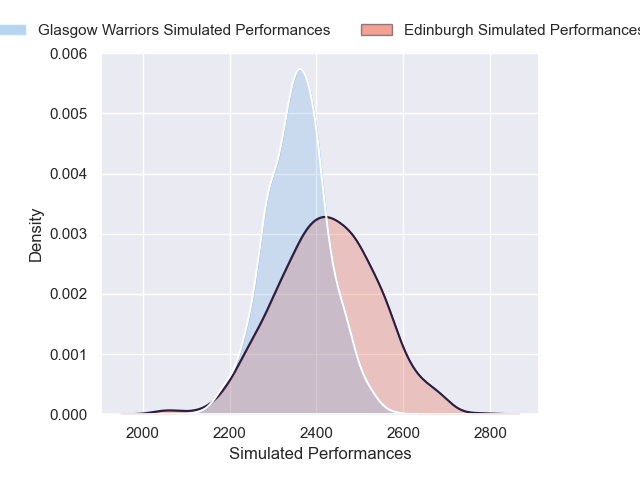 Glasgow Warriors Simulated Performances
Edinburgh Simulated Performances
0.006
0.005
0.004
0.003
0.002
0.001
0.000
Density
2000 2200 2400 2600 2800
Simulated Performances